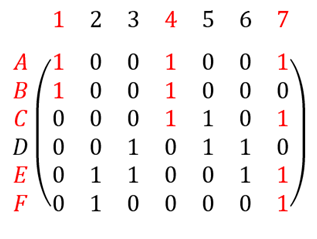 1 2 3 4 5 6 7
A 1 0 0 1 0 0 1
B 1 0 0 1 0 0 0
C 0 0 0 1 1 0 1
D 0 0 1 0 1 1 0
E 0 1 1 0 0 1 1
F 0 1 0 0 0 0 1